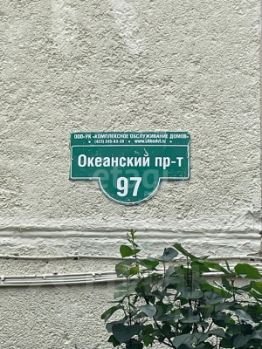 ООО «УК «КОМПЛЕКСНОЕ ОБСЛУЖИВАНИЕ ДОМОВ»
Океанский пр-т
97